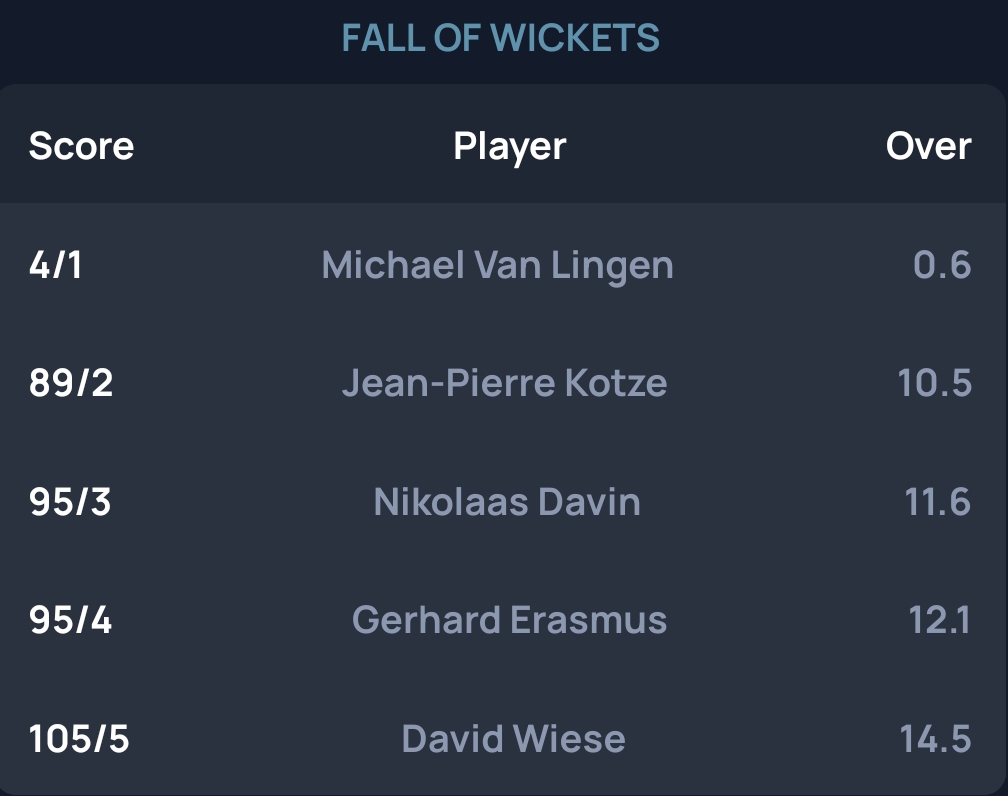 FALL OF WICKETS
Score Player Over
4/1 Michael Van Lingen 0.6
89/2 Jean-Pierre Kotze 10.5
95/3 Nikolaas Davin 11.6
95/4 Gerhard Erasmus 12.1
105/5 David Wiese 14.5